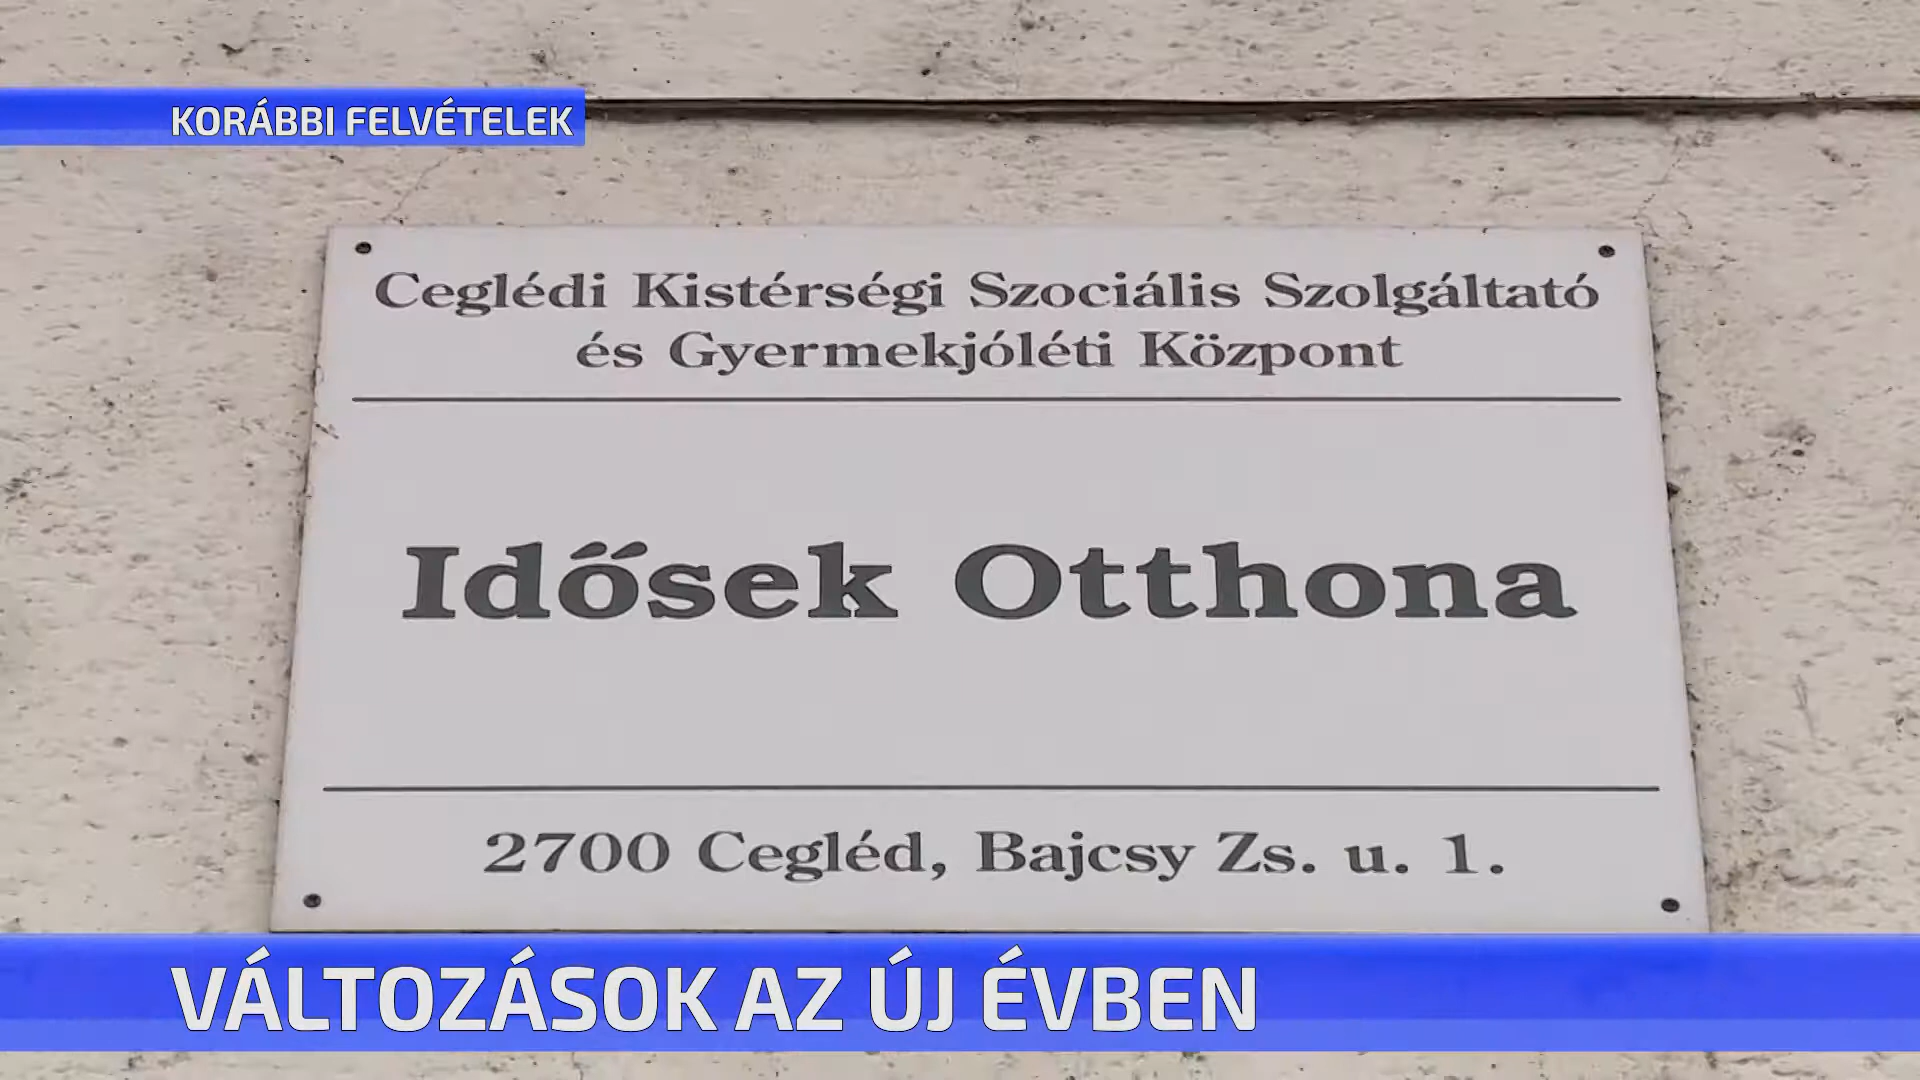 KORÁBBI FELVÉTELEK
Ceglédi Kistérségi Szociális Szolgáltató
és Gyermekjóléti Központ
Idősek Otthona
2700 Cegléd, Bajcsy Zs. u. 1.
VÁLTOZÁSOK AZ ÚJ ÉVBEN